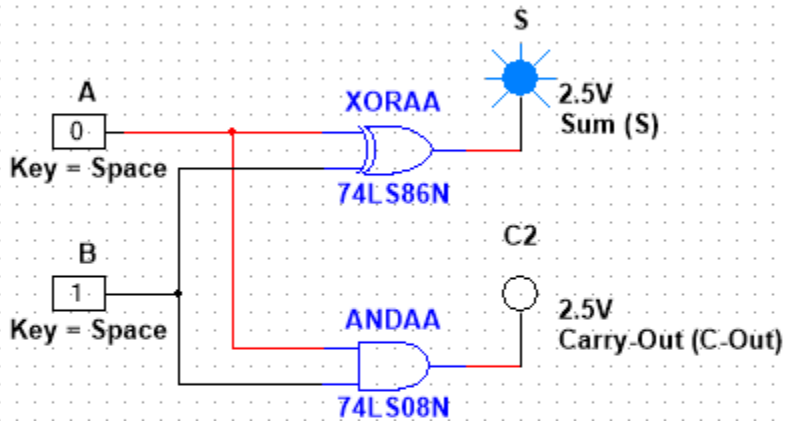 S
A
XORAA
2.5V
Sum (S)
0
Key = Space
74LS86N
C2
B
1
2.5V
Key = Space
ANDAA
Carry-Out (C-Out)
74LS08N